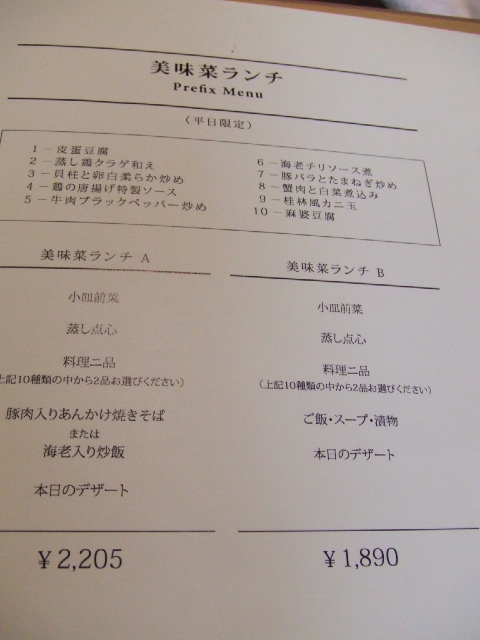 美味菜ランチ
Prefix Menu
(平日限定)
1 — 皮蛋豆腐
2 — 蒸し鶏クラゲ和え
3 — 貝柱と卵白柔らか炒め
4 — 鶏の唐揚げ特製ソース
5 — 牛肉ブラックペッパー炒め
6 — 海老チリソース煮
7 — 豚バラとたまねぎ炒め
8 — 蟹肉と白菜煮込み
9 — 桂林風カニ玉
10 — 麻婆豆腐
美味菜ランチ A
小皿前菜
蒸し点心
料理二品
(上記10種類の中から2品お選びください)
豚肉入りあんかけ焼きそば
または
海老入り炒飯
本日のデザート
¥2,205
美味菜ランチ B
小皿前菜
蒸し点心
料理二品
(上記10種類の中から2品お選びください)
ご飯・スープ・漬物
本日のデザート
¥1,890